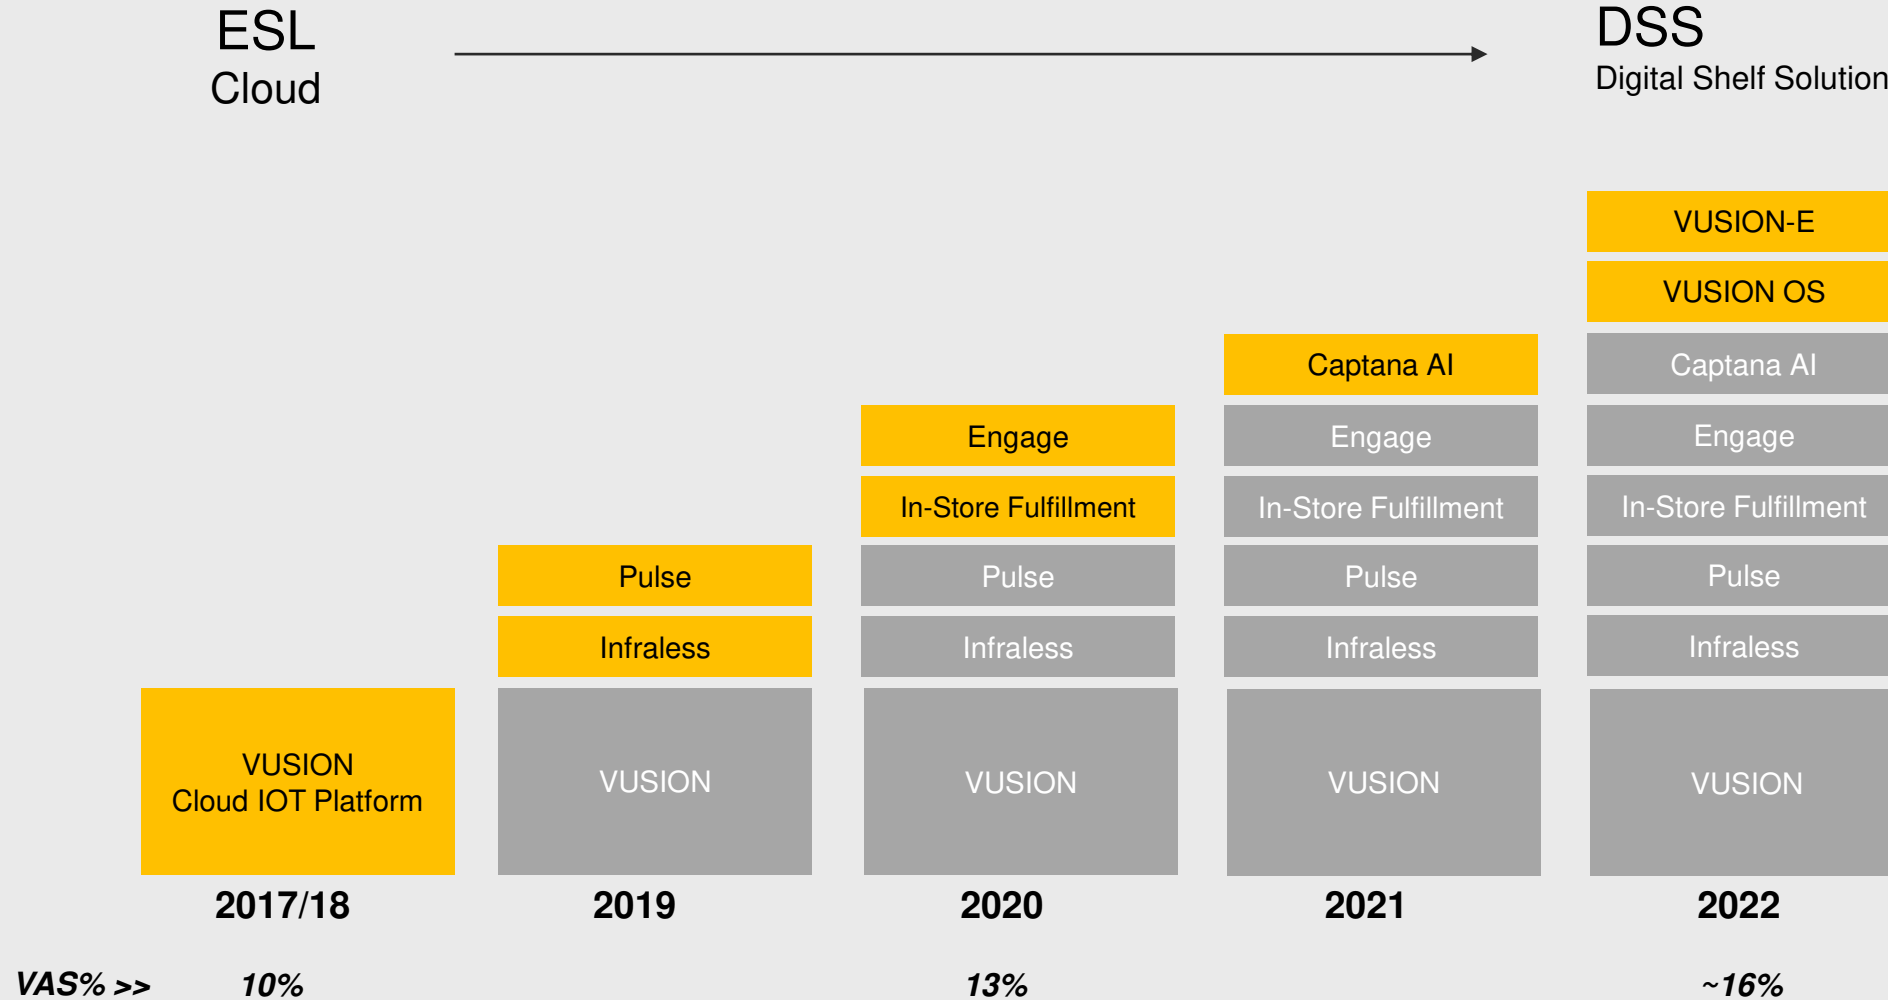 ESL
Cloud
DSS
Digital Shelf Solution
VUSION-E
VUSION OS
Captana AI
Captana AI
Engage
Engage
Engage
In-Store Fulfillment
In-Store Fulfillment
In-Store Fulfillment
Pulse
Pulse
Pulse
Pulse
Infraless
Infraless
Infraless
Infraless
VUSION
Cloud IOT Platform
VUSION
VUSION
VUSION
VUSION
2017/18
2019
2020
2021
2022
VAS% >>
10%
13%
~16%